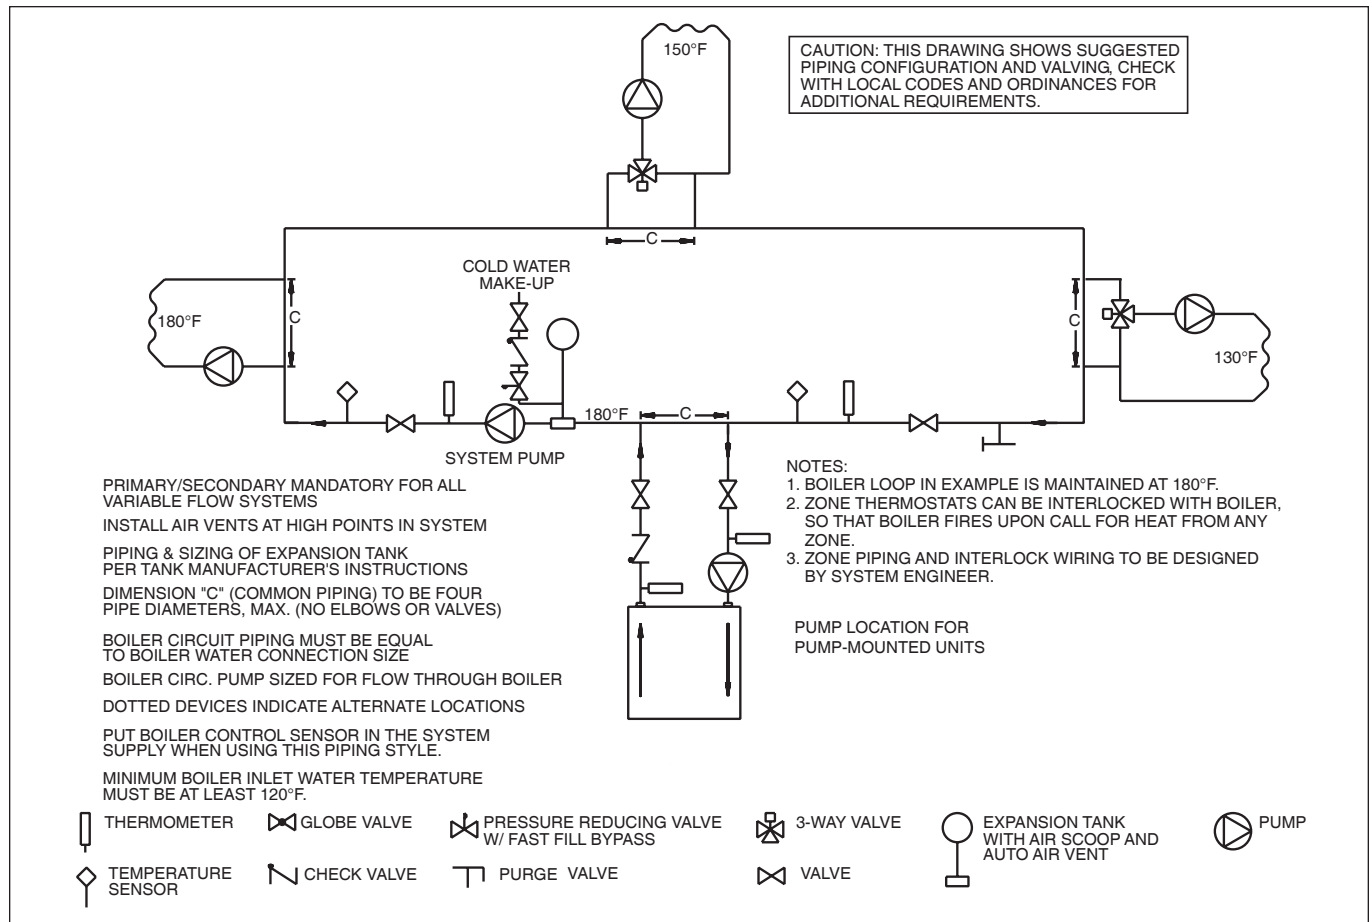 150°F
CAUTION: THIS DRAWING SHOWS SUGGESTED
PIPING CONFIGURATION AND VALVING, CHECK
WITH LOCAL CODES AND ORDINANCES FOR
ADDITIONAL REQUIREMENTS.
C
COLD WATER
MAKE-UP
180°F
C
C
130°F
180°F
C
SYSTEM PUMP
PRIMARY/SECONDARY MANDATORY FOR ALL
VARIABLE FLOW SYSTEMS
INSTALL AIR VENTS AT HIGH POINTS IN SYSTEM
PIPING & SIZING OF EXPANSION TANK
PER TANK MANUFACTURER'S INSTRUCTIONS
DIMENSION "C" (COMMON PIPING) TO BE FOUR
PIPE DIAMETERS, MAX. (NO ELBOWS OR VALVES)
BOILER CIRCUIT PIPING MUST BE EQUAL
TO BOILER WATER CONNECTION SIZE
BOILER CIRC. PUMP SIZED FOR FLOW THROUGH BOILER
DOTTED DEVICES INDICATE ALTERNATE LOCATIONS
PUT BOILER CONTROL SENSOR IN THE SYSTEM
SUPPLY WHEN USING THIS PIPING STYLE.
MINIMUM BOILER INLET WATER TEMPERATURE
MUST BE AT LEAST 120°F.
NOTES:
1. BOILER LOOP IN EXAMPLE IS MAINTAINED AT 180°F.
2. ZONE THERMOSTATS CAN BE INTERLOCKED WITH BOILER,
SO THAT BOILER FIRES UPON CALL FOR HEAT FROM ANY
ZONE.
3. ZONE PIPING AND INTERLOCK WIRING TO BE DESIGNED
BY SYSTEM ENGINEER.
PUMP LOCATION FOR
PUMP-MOUNTED UNITS
THERMOMETER
GLOBE VALVE
PRESSURE REDUCING VALVE
W/ FAST FILL BYPASS
3-WAY VALVE
EXPANSION TANK
WITH AIR SCOOP AND
AUTO AIR VENT
PUMP
TEMPERATURE
SENSOR
CHECK VALVE
PURGE VALVE
VALVE